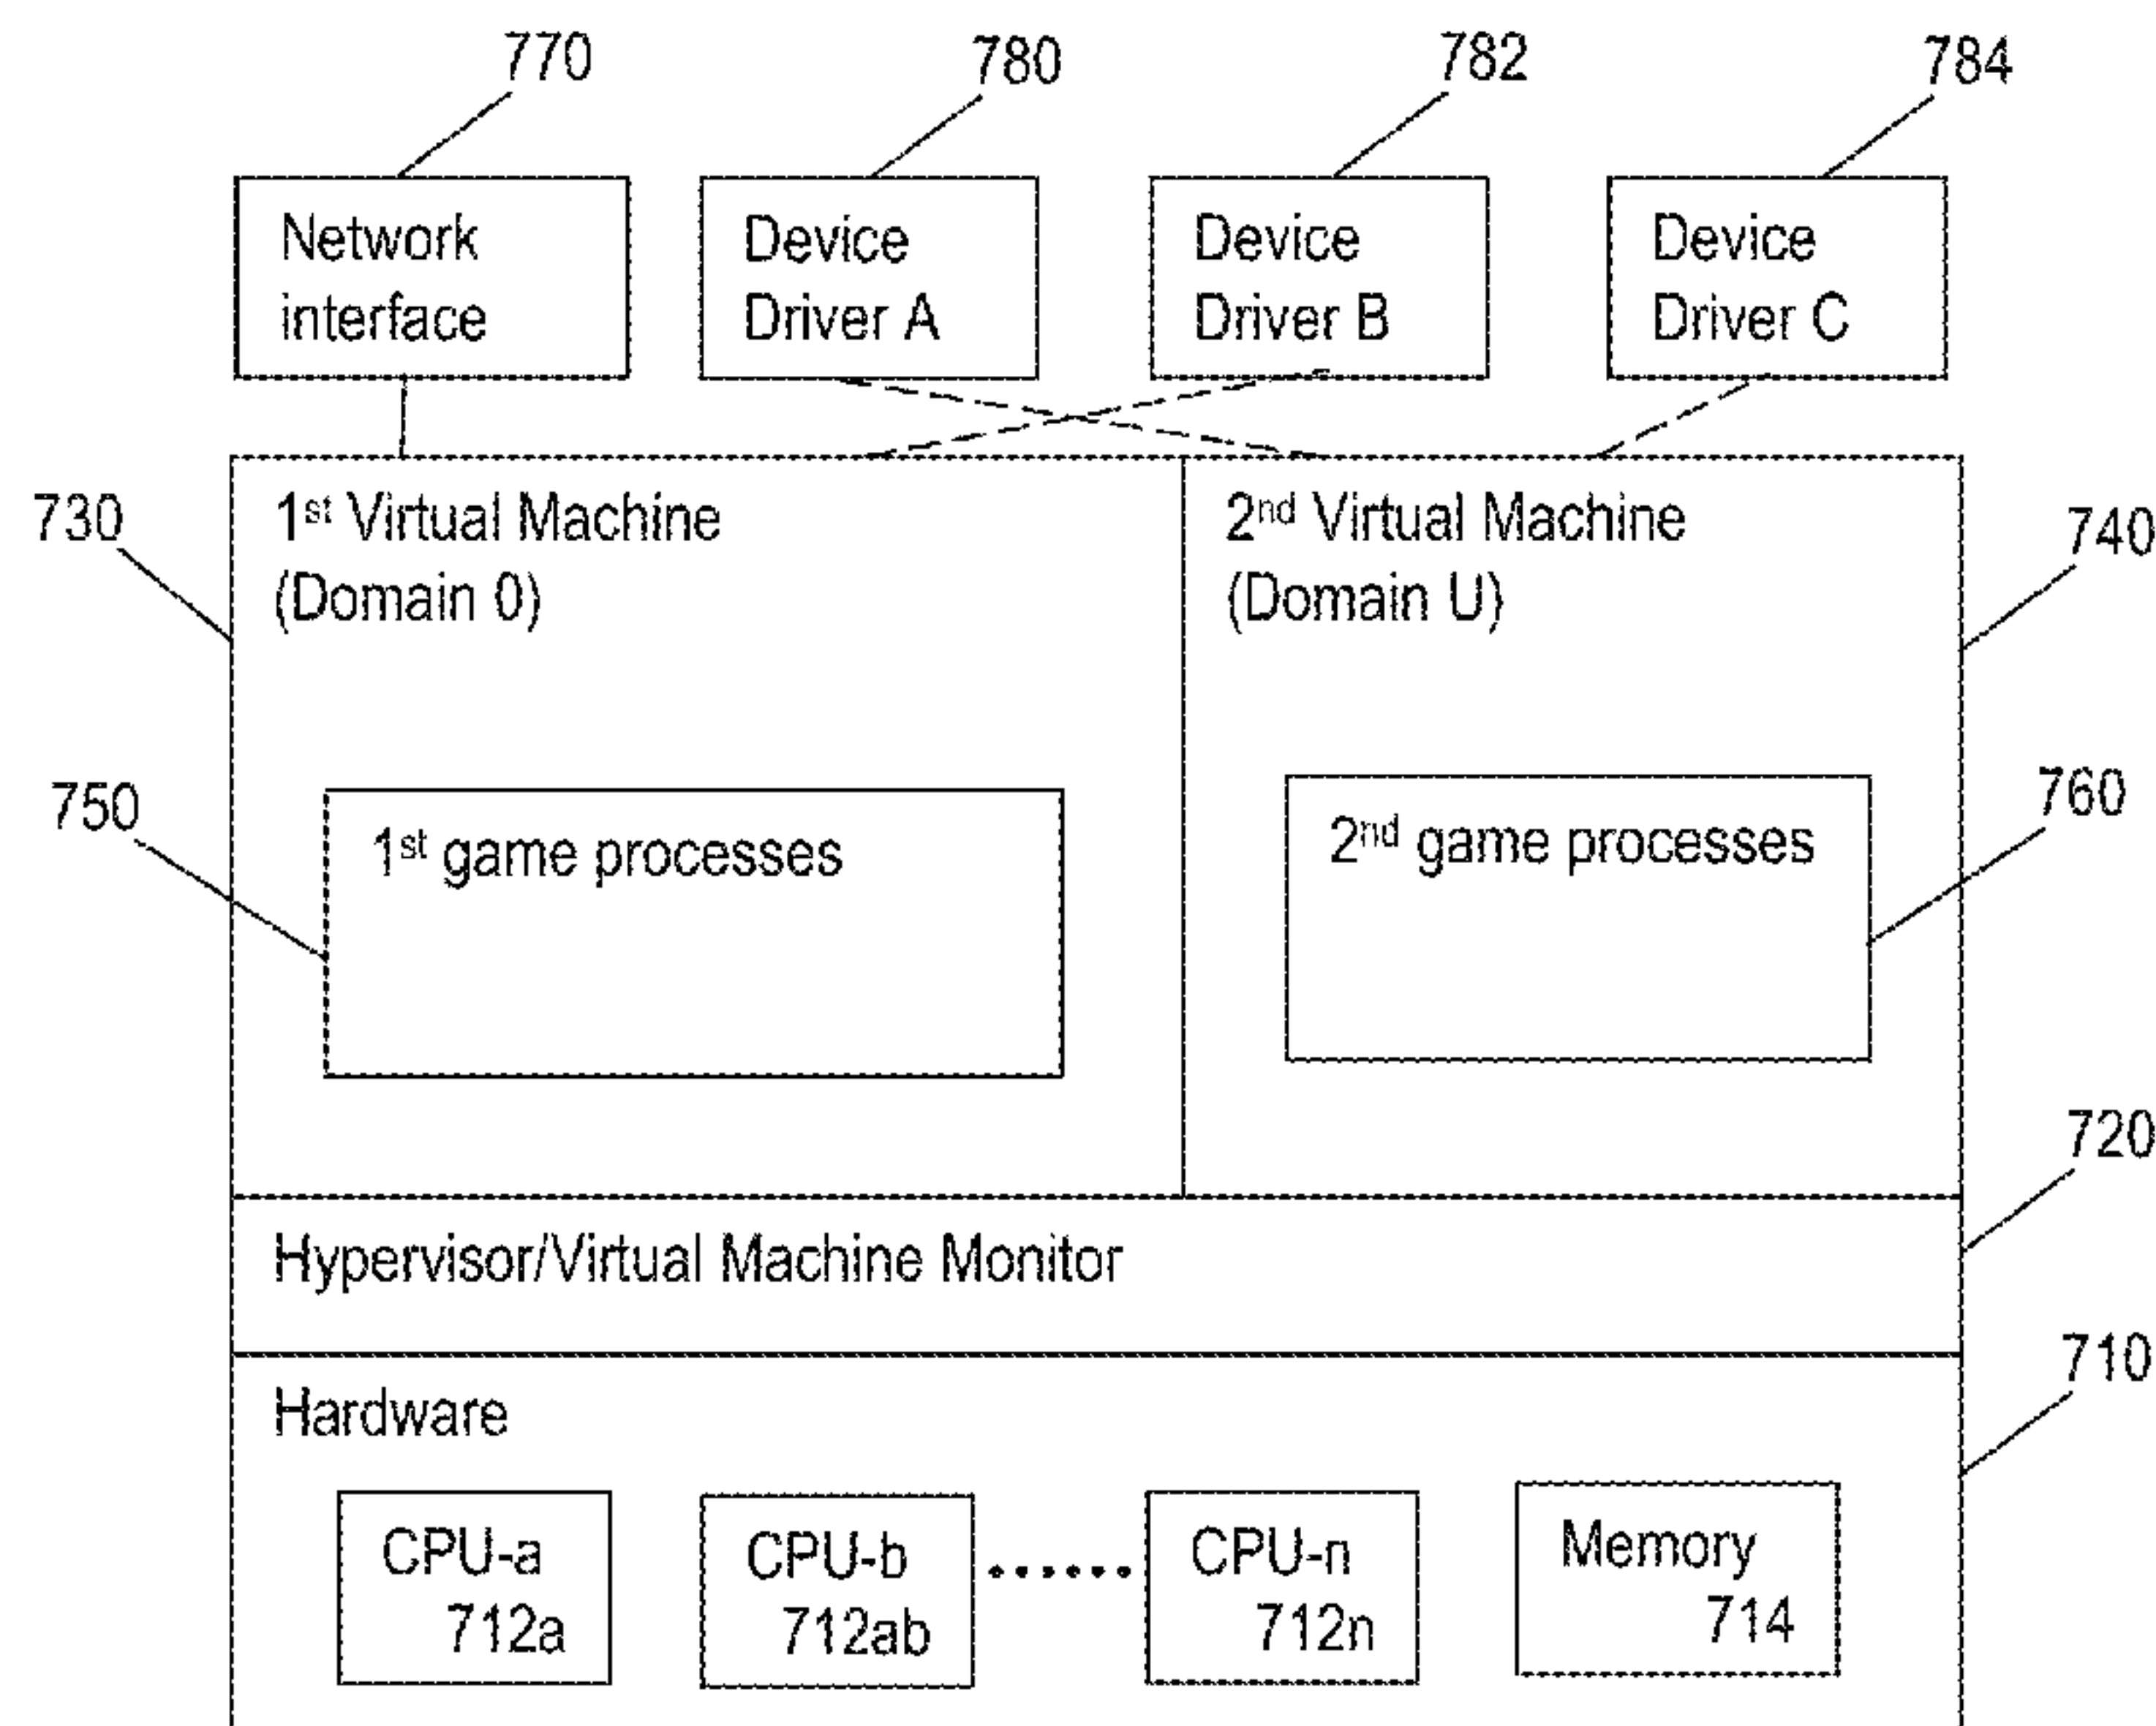 770
780
782
784
Network
interface
Device
Driver A
Device
Driver B
Device
Driver C
730
1st Virtual Machine
(Domain 0)
2nd Virtual Machine
(Domain U)
740
750
1st game processes
2nd game processes
760
720
Hypervisor/Virtual Machine Monitor
710
Hardware
CPU-a
712a
CPU-b
712ab
......
CPU-n
712n
Memory
714